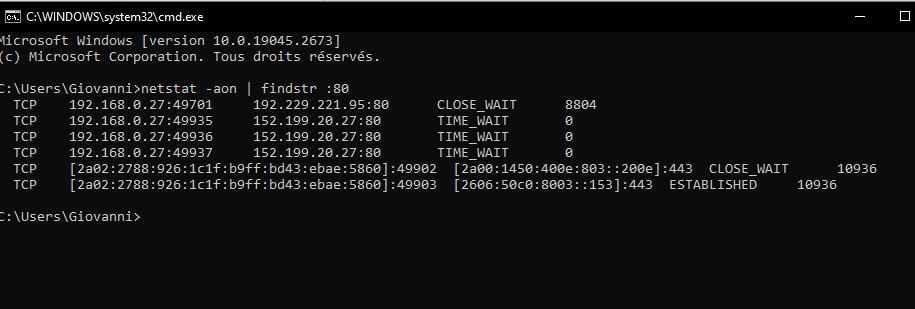 C:\WINDOWS\system32\cmd.exe
Microsoft Windows [version 10.0.19045.2673]
(c) Microsoft Corporation. Tous droits réservés.
C:\Users\Giovanni>netstat -aon | findstr :80
TCP    192.168.0.27:49701     192.229.221.95:80      CLOSE_WAIT      8804
TCP    192.168.0.27:49935     152.199.20.27:80       TIME_WAIT       0
TCP    192.168.0.27:49936     152.199.20.27:80       TIME_WAIT       0
TCP    192.168.0.27:49937     152.199.20.27:80       TIME_WAIT       0
TCP    [2a02:2788:926:1c1f:b9ff:bd43:ebae:5860]:49902  [2a00:1450:400e:803::200e]:443  CLOSE_WAIT      10936
TCP    [2a02:2788:926:1c1f:b9ff:bd43:ebae:5860]:49903  [2606:50c0:8003::153]:443  ESTABLISHED     10936
C:\Users\Giovanni>